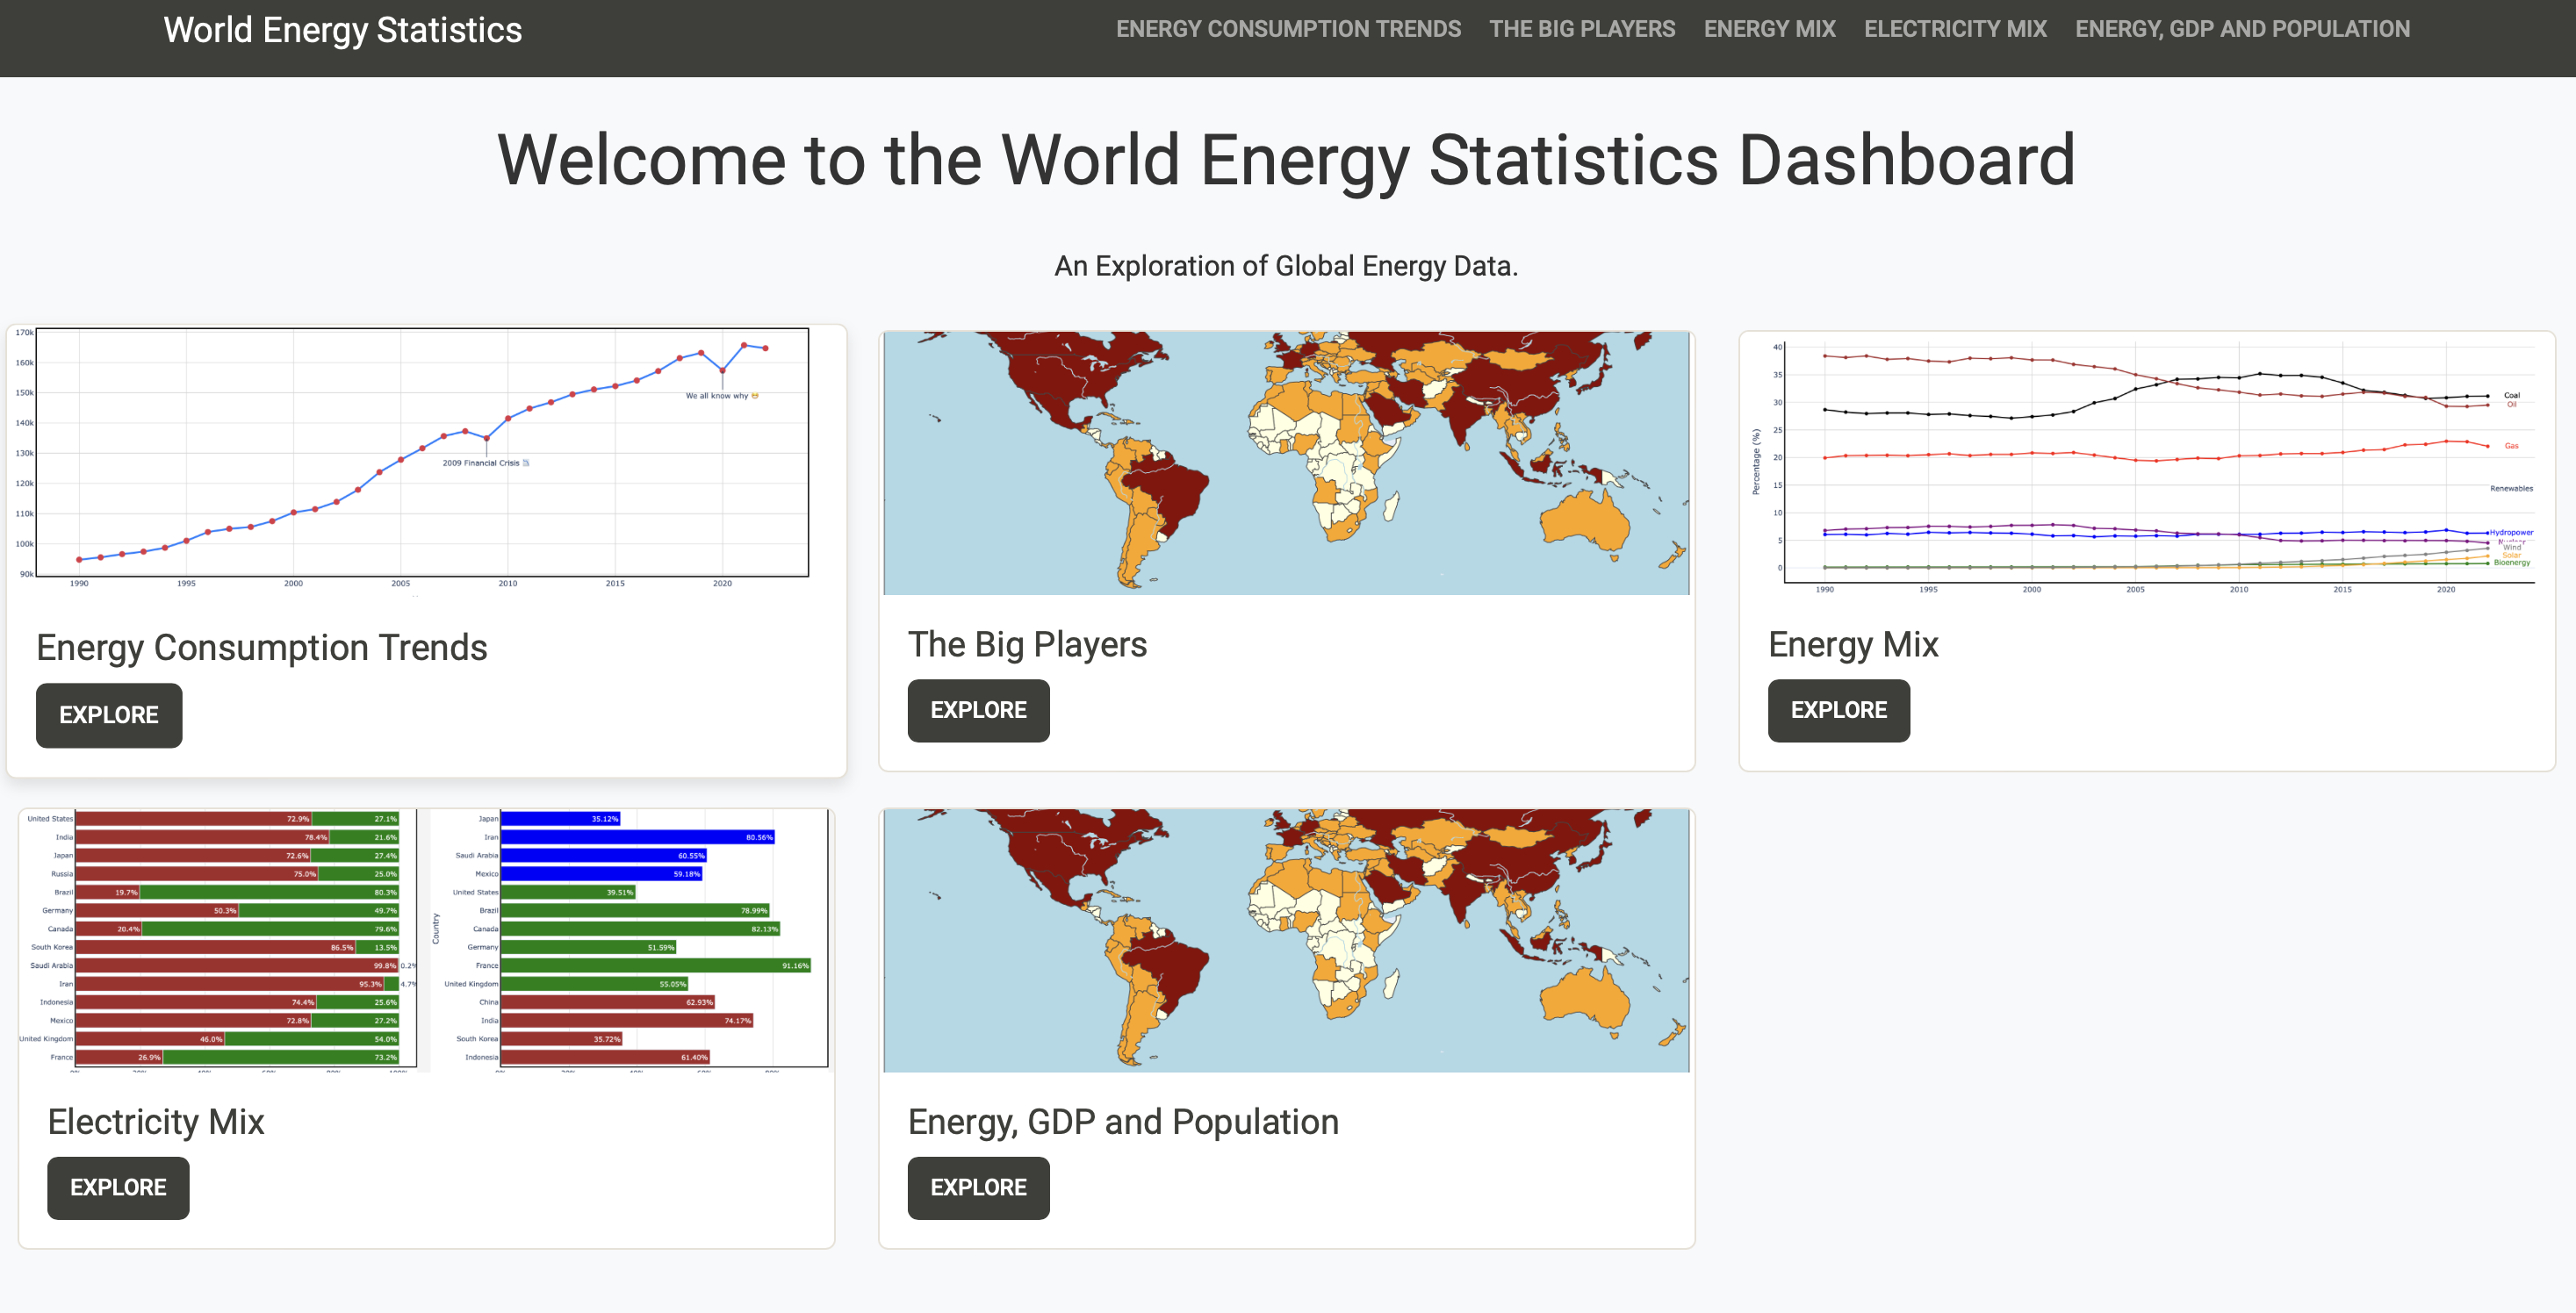 World Energy Statistics
ENERGY CONSUMPTION TRENDS THE BIG PLAYERS ENERGY MIX ELECTRICITY MIX ENERGY, GDP AND POPULATION
Welcome to the World Energy Statistics Dashboard
An Exploration of Global Energy Data.
170k
160k
150k
140k
130k
120k
110k
100k
90k
We all know why
2009 Financial Crisis
1990 1995 2000 2005 2010 2015 2020
Energy Consumption Trends
EXPLORE
The Big Players
EXPLORE
Percentage (%)
40
35
30
25
20
15
10
5
0
Coal
Oil
Gas
Renewables
Hydropower
Wind
Solar
Bioenergy
1990 1995 2000 2005 2010 2015 2020
Energy Mix
EXPLORE
United States 72.9% 27.1%
India 78.4% 21.6%
Japan 72.6% 27.4%
Russia 75.0% 25.0%
Brazil 19.7% 80.3%
Germany 50.3% 49.7%
Canada 20.4% 79.6%
South Korea 86.5% 13.5%
Saudi Arabia 99.8% 0.2%
Iran 95.3% 4.7%
Indonesia 74.4% 25.6%
Mexico 72.8% 27.2%
United Kingdom 46.0% 54.0%
France 26.9% 73.2%
Country
Japan 35.12%
Iran 80.56%
Saudi Arabia 60.55%
Mexico 59.18%
United States 39.51%
Brazil 78.99%
Canada 82.13%
Germany 51.59%
France 91.16%
United Kingdom 55.05%
China 62.93%
India 74.17%
South Korea 35.72%
Indonesia 61.40%
Electricity Mix
EXPLORE
Energy, GDP and Population
EXPLORE